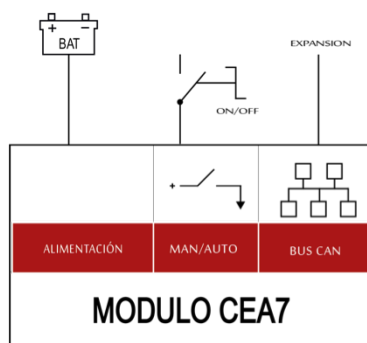 + −
BAT
EXPANSION
ON/OFF
+
ALIMENTACIÓN
MAN/AUTO
BUS CAN
MODULO CEA7